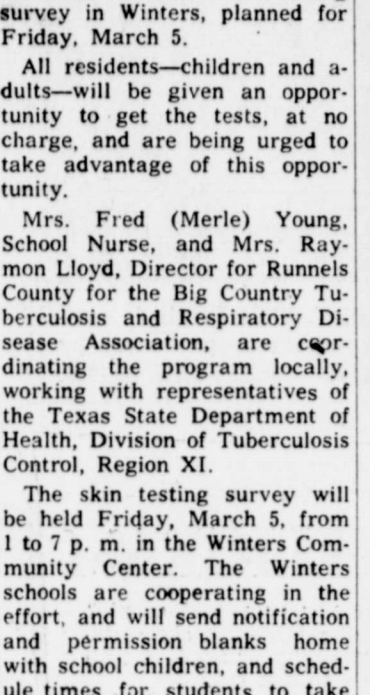 survey in Winters, planned for
Friday, March 5.
All residents—children and a-
dults—will be given an oppor-
tunity to get the tests, at no
charge, and are being urged to
take advantage of this oppor-
tunity.
Mrs. Fred (Merle) Young,
School Nurse, and Mrs. Ray-
mon Lloyd, Director for Runnels
County for the Big Country Tu-
berculosis and Respiratory Di-
sease Association, are coor-
dinating the program locally,
working with representatives of
the Texas State Department of
Health, Division of Tuberculosis
Control, Region XI.
The skin testing survey will
be held Friday, March 5, from
1 to 7 p. m. in the Winters Com-
munity Center. The Winters
schools are cooperating in the
effort, and will send notification
and permission blanks home
with school children, and sched-
ule times for students to take